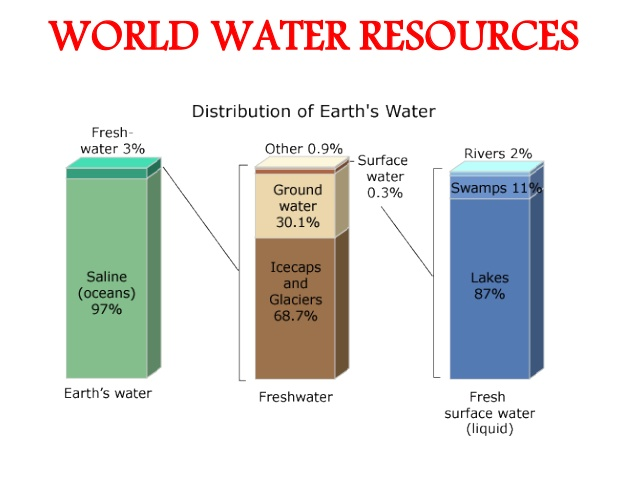 WORLD WATER RESOURCES
Distribution of Earth's Water
Fresh-
water 3%
Saline
(oceans)
97%
Earth's water
Other 0.9%
Surface
water
0.3%
Ground
water
30.1%
Icecaps
and
Glaciers
68.7%
Freshwater
Rivers 2%
Swamps 11%
Lakes
87%
Fresh
surface water
(liquid)